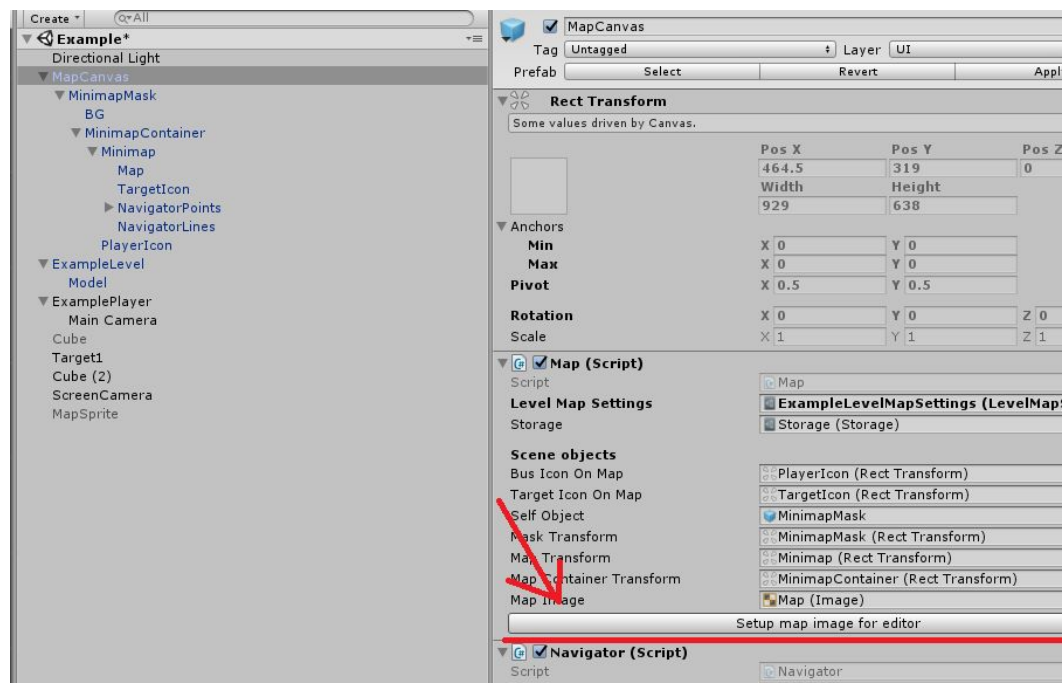 Create
All
Example*
Directional Light
MapCanvas
MinimapMask
BG
MinimapContainer
Minimap
Map
TargetIcon
NavigatorPoints
NavigatorLines
PlayerIcon
ExampleLevel
Model
ExamplePlayer
Main Camera
Cube
Target1
Cube (2)
ScreenCamera
MapSprite
MapCanvas
Tag Untagged Layer UI
Prefab Select Revert Appl
Rect Transform
Some values driven by Canvas.
Pos X Pos Y Pos Z
464.5 319 0
Width Height
929 638
Anchors
Min X 0 Y 0
Max X 0 Y 0
Pivot X 0.5 Y 0.5
Rotation X 0 Y 0 Z 0
Scale X 1 Y 1 Z 1
Map (Script)
Script Map
Level Map Settings ExampleLevelMapSettings (LevelMapS
Storage Storage (Storage)
Scene objects
Bus Icon On Map PlayerIcon (Rect Transform)
Target Icon On Map TargetIcon (Rect Transform)
Self Object MinimapMask
Mask Transform MinimapMask (Rect Transform)
Map Transform Minimap (Rect Transform)
Map Container Transform MinimapContainer (Rect Transform)
Map Image Map (Image)
Setup map image for editor
Navigator (Script)
Script Navigator